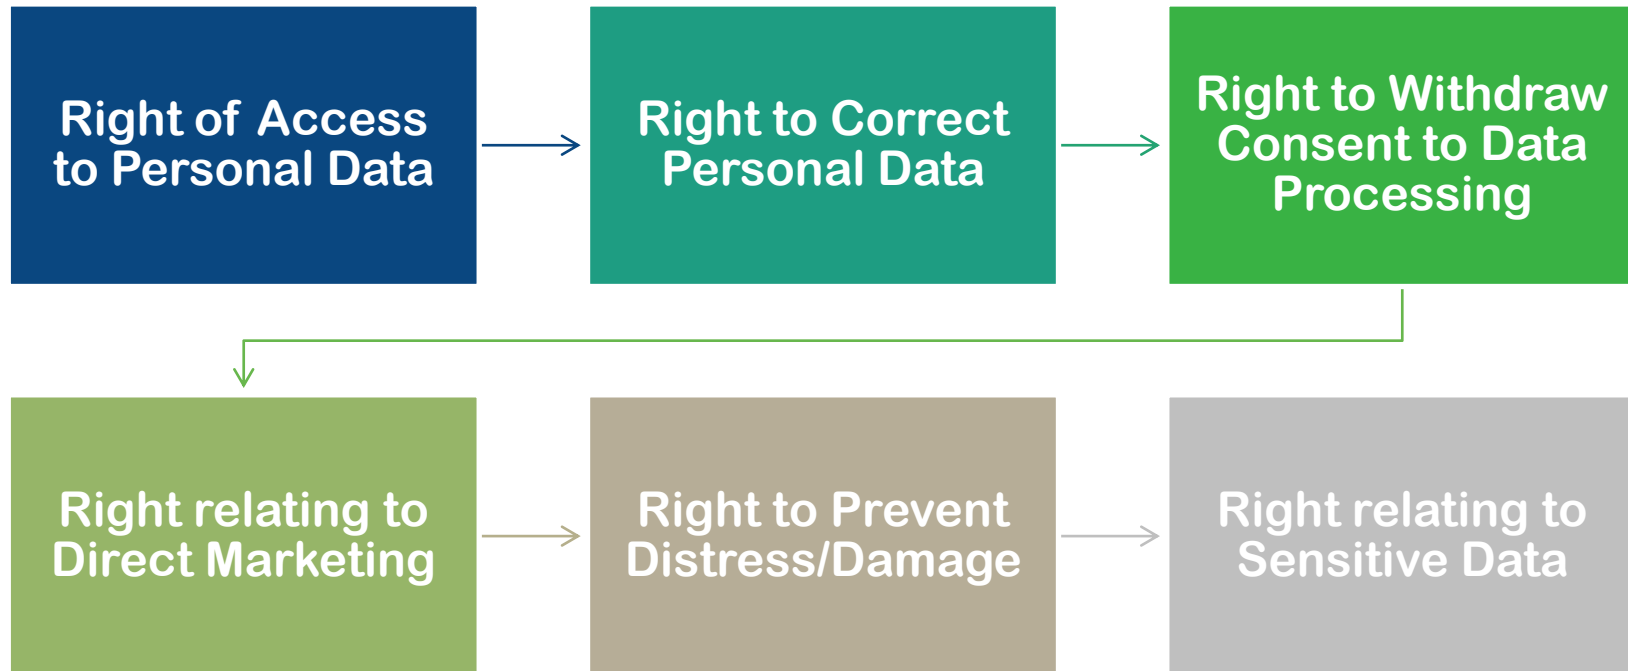 Right of Access
to Personal Data
Right to Correct
Personal Data
Right to Withdraw
Consent to Data
Processing
Right relating to
Direct Marketing
Right to Prevent
Distress/Damage
Right relating to
Sensitive Data